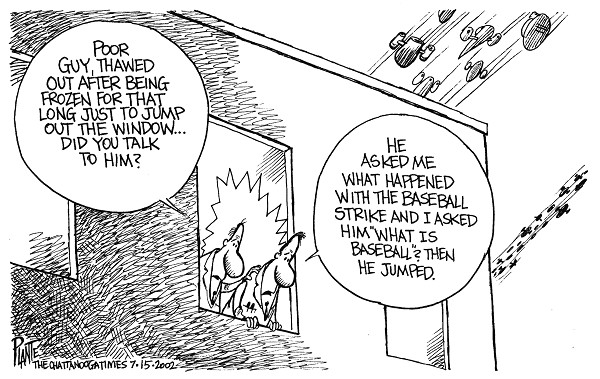 POOR
GUY, THAWED
OUT AFTER BEING
FROZEN FOR THAT
LONG JUST TO JUMP
OUT THE WINDOW...
DID YOU TALK
TO HIM?
HE
ASKED ME
WHAT HAPPENED
WITH THE BASEBALL
STRIKE AND I ASKED
HIM "WHAT IS
BASEBALL"? THEN
HE JUMPED.
PLANTE
THE CHATTANOOGA TIMES 7-15-2002